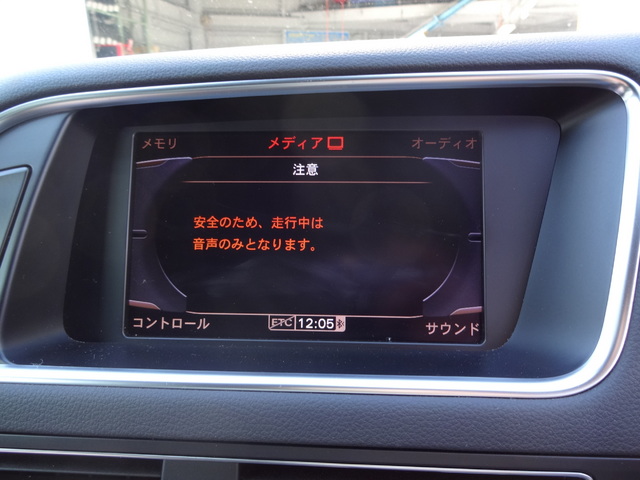 メモリ
メディア
オーディオ
注意
安全のため、走行中は
音声のみとなります。
コントロール
ETC 12:05
サウンド